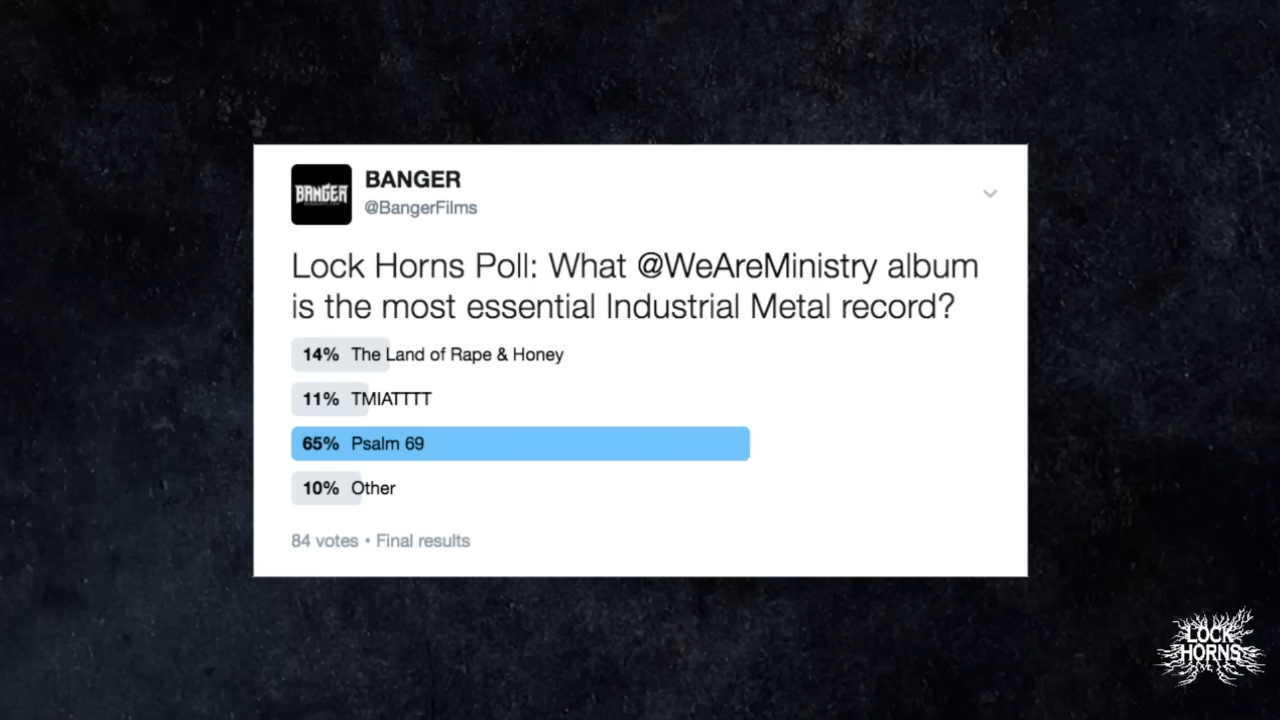 BANGER
BANGER
@BangerFilms
Lock Horns Poll: What @WeAreMinistry album
is the most essential Industrial Metal record?
14% The Land of Rape & Honey
11% TMIATTTT
65% Psalm 69
10% Other
84 votes • Final results
LOCK
HORNS